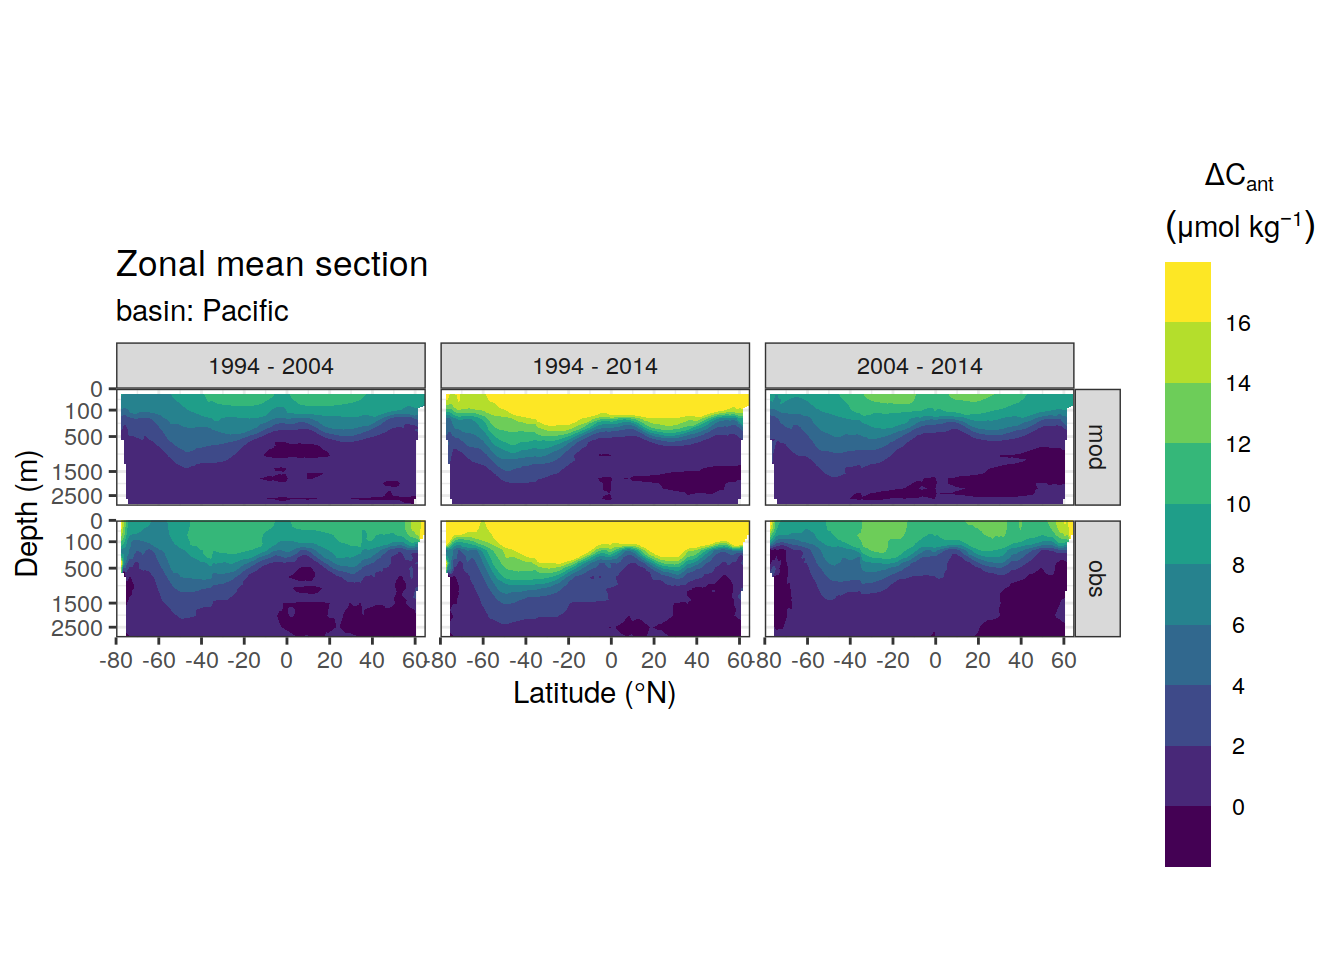 Zonal mean section
basin: Pacific
1994 - 2004
1994 - 2014
2004 - 2014
0
100
500
1500
2500
mod
0
100
500
1500
2500
obs
-80 -60 -40 -20 0 20 40 60
-80 -60 -40 -20 0 20 40 60
-80 -60 -40 -20 0 20 40 60
Latitude (°N)
Depth (m)
ΔCant
(μmol kg−1)
16
14
12
10
8
6
4
2
0